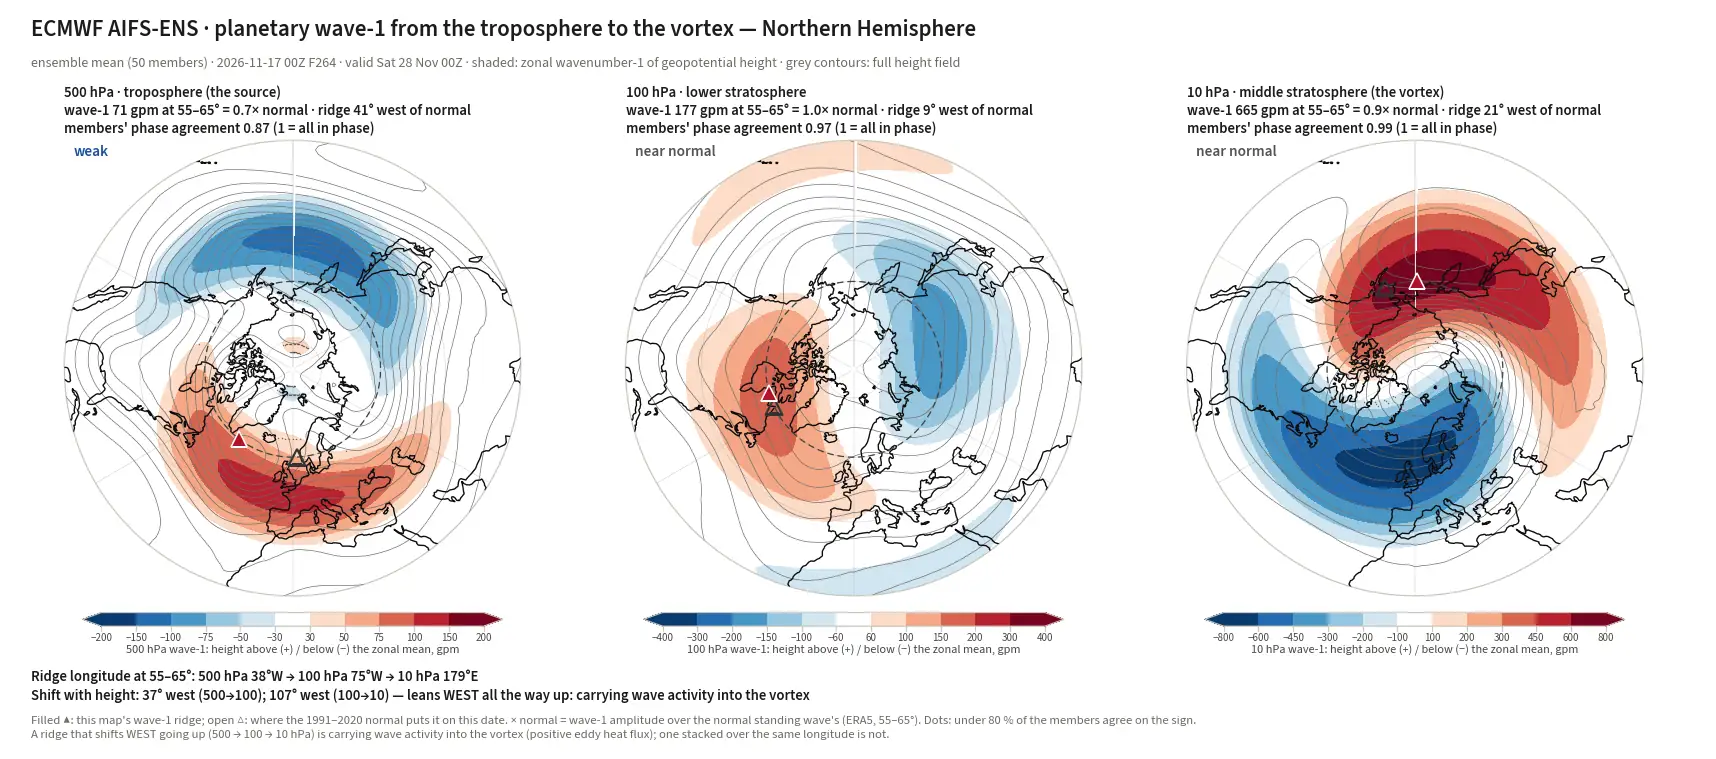 ECMWF AIFS-ENS · planetary wave-1 from the troposphere to the vortex — Northern Hemisphere
ensemble mean (50 members) · 2026-11-17 00Z F264 · valid Sat 28 Nov 00Z · shaded: zonal wavenumber-1 of geopotential height · grey contours: full height field
500 hPa · troposphere (the source)
wave-1 71 gpm at 55–65° = 0.7× normal · ridge 41° west of normal
members' phase agreement 0.87 (1 = all in phase)
weak
100 hPa · lower stratosphere
wave-1 177 gpm at 55–65° = 1.0× normal · ridge 9° west of normal
members' phase agreement 0.97 (1 = all in phase)
near normal
10 hPa · middle stratosphere (the vortex)
wave-1 665 gpm at 55–65° = 0.9× normal · ridge 21° west of normal
members' phase agreement 0.99 (1 = all in phase)
near normal
−200 −150 −100 −75 −50 −30 30 50 75 100 150 200
500 hPa wave-1: height above (+) / below (−) the zonal mean, gpm
−400 −300 −200 −150 −100 −60 60 100 150 200 300 400
100 hPa wave-1: height above (+) / below (−) the zonal mean, gpm
−800 −600 −450 −300 −200 −100 100 200 300 450 600 800
10 hPa wave-1: height above (+) / below (−) the zonal mean, gpm
Ridge longitude at 55–65°: 500 hPa 38°W → 100 hPa 75°W → 10 hPa 179°E
Shift with height: 37° west (500→100); 107° west (100→10) — leans WEST all the way up: carrying wave activity into the vortex
Filled ▲: this map's wave-1 ridge; open △: where the 1991–2020 normal puts it on this date. × normal = wave-1 amplitude over the normal standing wave's (ERA5, 55–65°). Dots: under 80 % of the members agree on the sign.
A ridge that shifts WEST going up (500 → 100 → 10 hPa) is carrying wave activity into the vortex (positive eddy heat flux); one stacked over the same longitude is not.